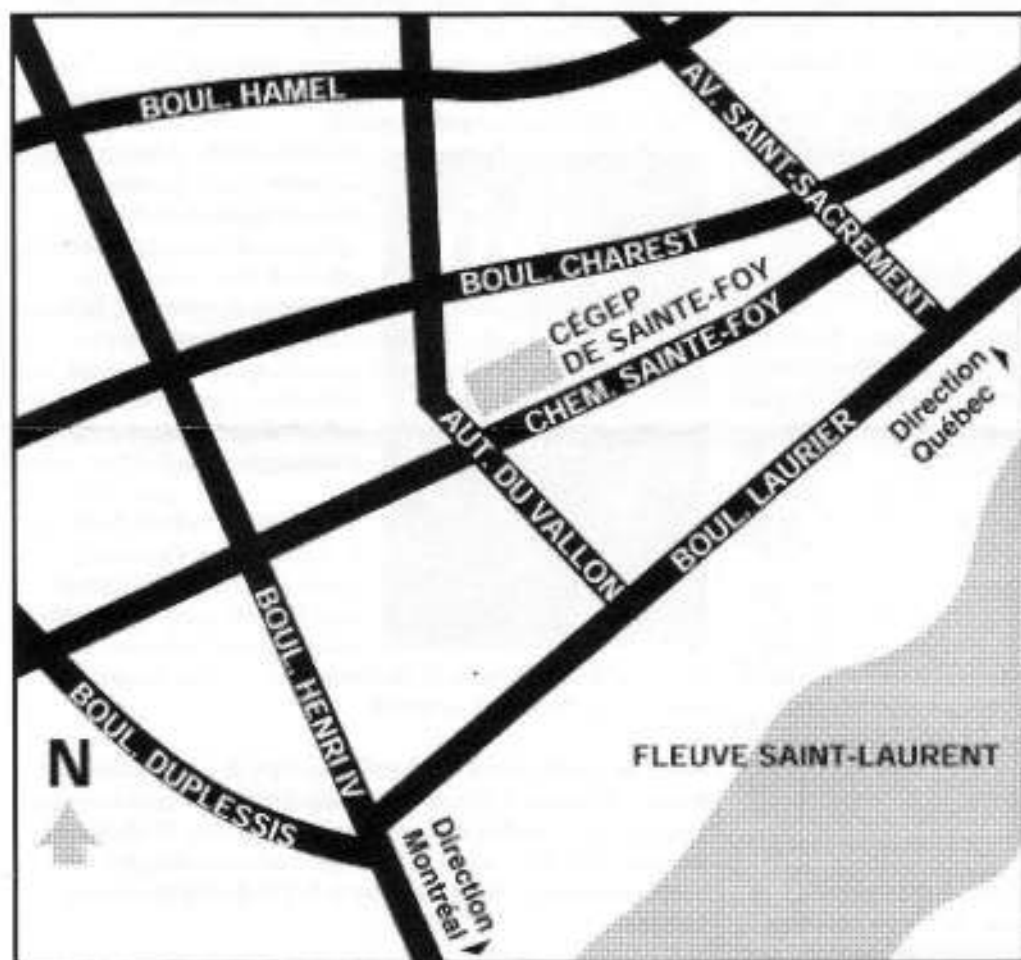 BOUL. HAMEL
AV. SAINT-SACREMENT
BOUL. CHAREST
CÉGEP
DE SAINTE-FOY
CHEM. SAINTE-FOY
AUT. DU VALLON
BOUL. LAURIER
Direction
Québec
BOUL. HENRI IV
BOUL. DUPLESSIS
N
FLEUVE SAINT-LAURENT
Direction
Montréal